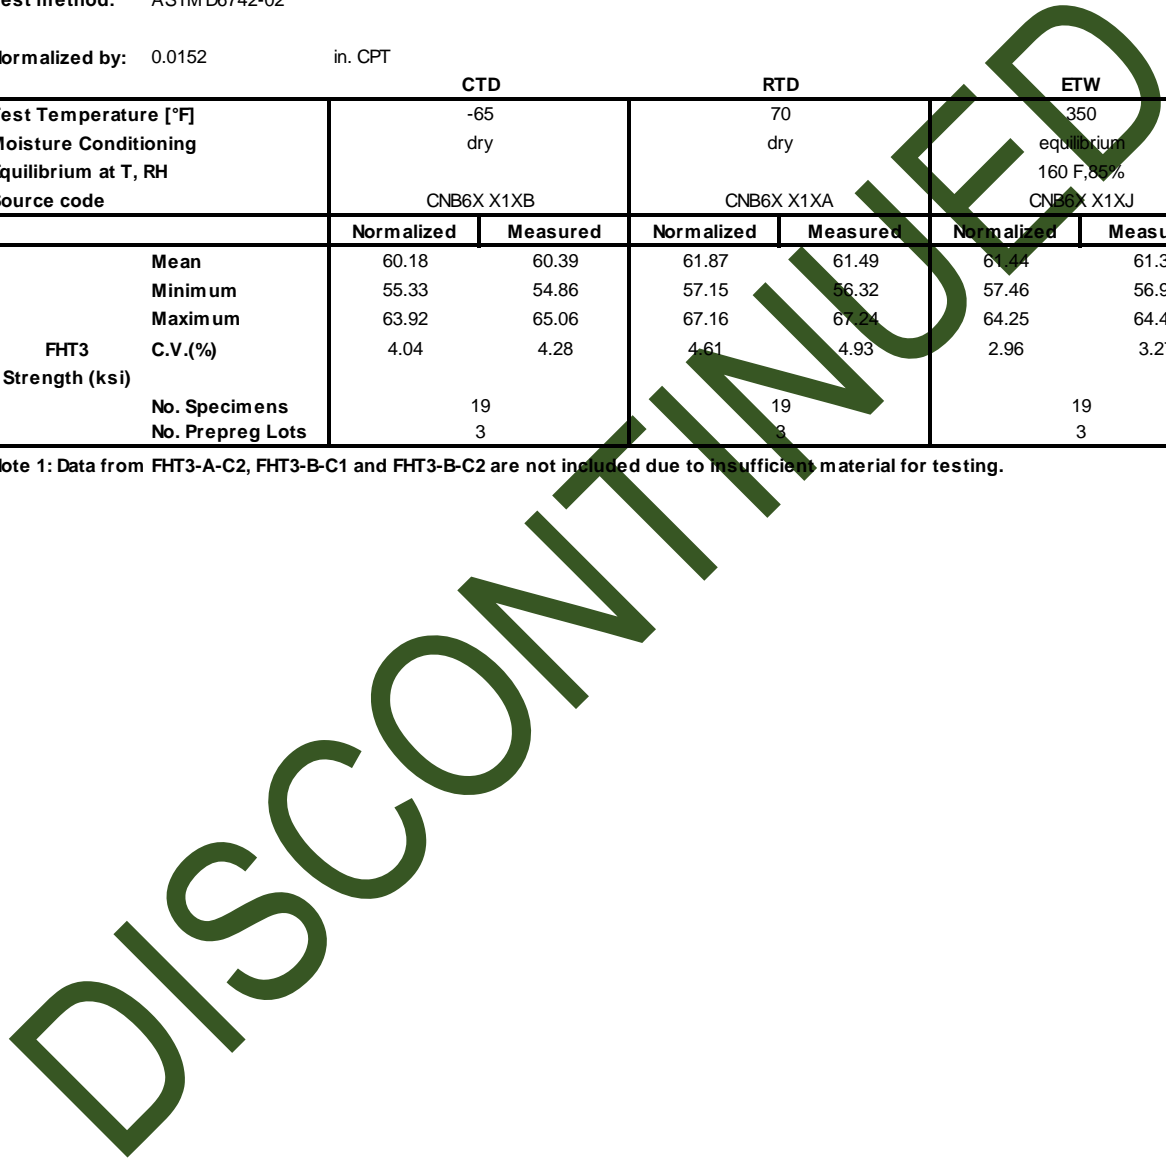 est method: ASTM D6742-02
ormalized by: 0.0152 in. CPT
CTD RTD ETW
est Temperature [°F] -65 70 350
Moisture Conditioning dry dry equilibrium
quilibrium at T, RH 160 F,85%
ource code CNB6X X1XB CNB6X X1XA CNB6X X1XJ
Normalized Measured Normalized Measured Normalized Measu
Mean 60.18 60.39 61.87 61.49 61.44 61.3
Minimum 55.33 54.86 57.15 56.32 57.46 56.9
Maximum 63.92 65.06 67.16 67.24 64.25 64.4
FHT3 C.V.(%) 4.04 4.28 4.61 4.93 2.96 3.2
Strength (ksi)
No. Specimens 19 19 19
No. Prepreg Lots 3 3 3
ote 1: Data from FHT3-A-C2, FHT3-B-C1 and FHT3-B-C2 are not included due to insufficient material for testing.
DISCONTINUED